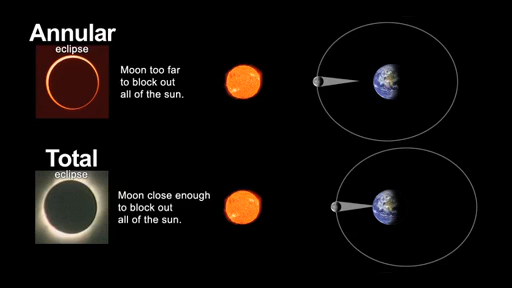 Annular
eclipse
Moon too far
to block out
all of the sun.
Total
eclipse
Moon close enough
to block out
all of the sun.